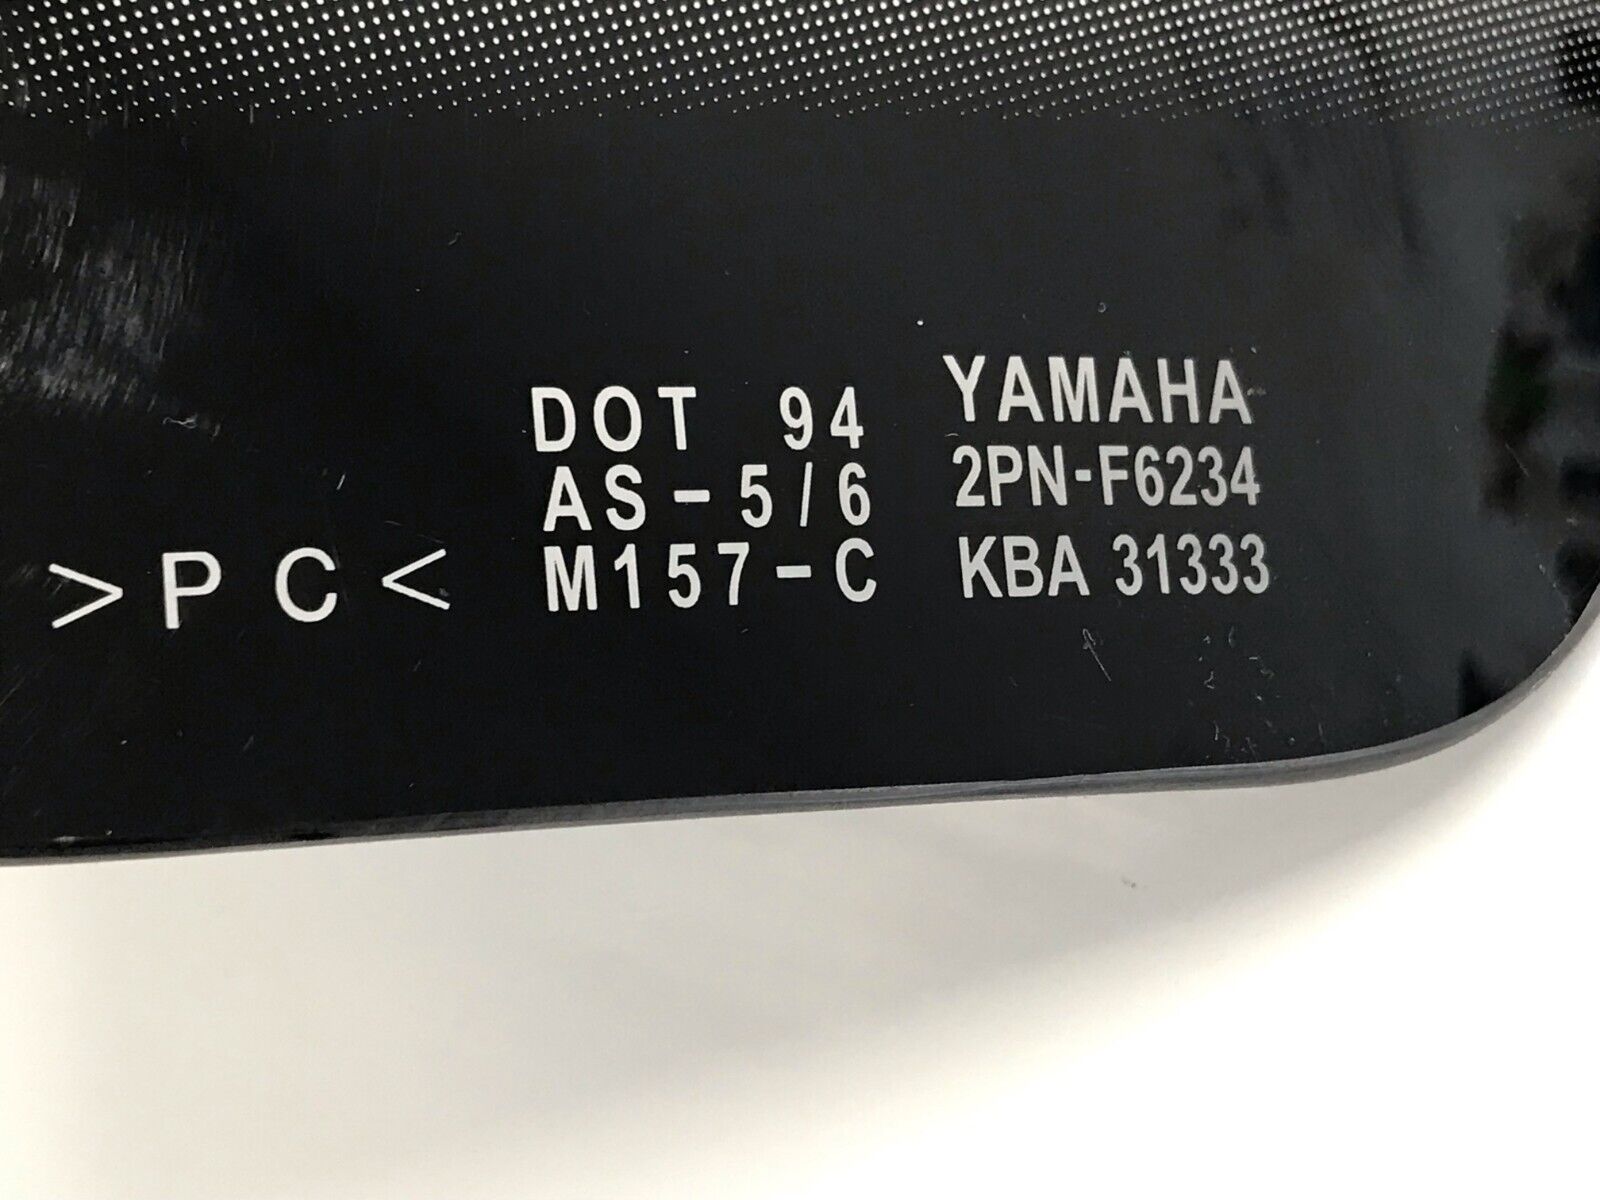 YAMAHA
DOT 94
2PN-F6234
AS-5/6
KBA 31333
M157-C
>PC<